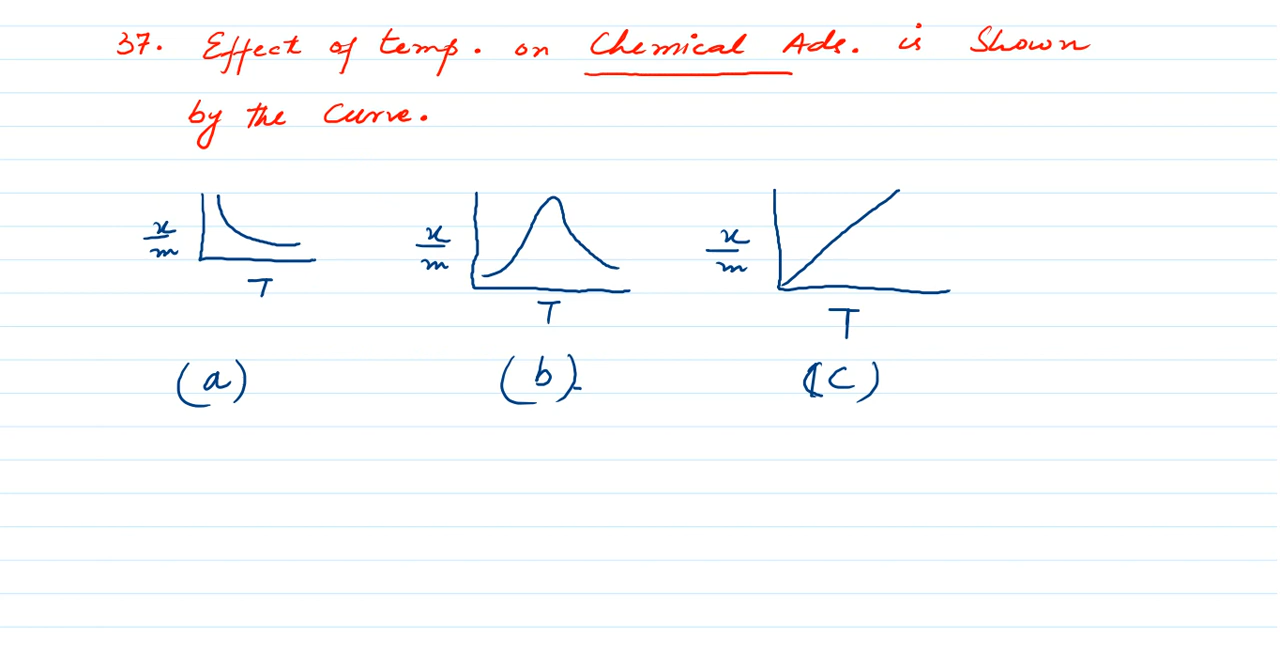 37. Effect of temp. on Chemical Ads. is Shown
by the Curve.
x/m T x/m T x/m T
(a) (b). (C)